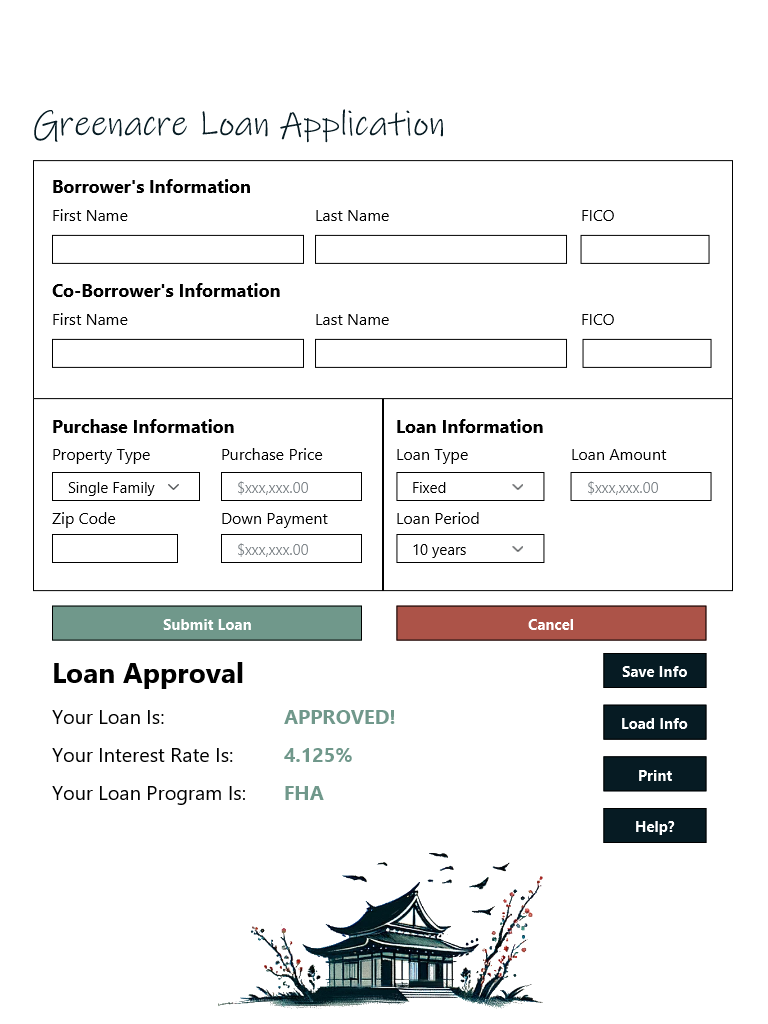 Greenacre Loan Application
Borrower's Information
First Name Last Name FICO
Co-Borrower's Information
First Name Last Name FICO
Purchase Information
Property Type Purchase Price
Single Family $xxx,xxx.00
Zip Code Down Payment
$xxx,xxx.00
Loan Information
Loan Type Loan Amount
Fixed $xxx,xxx.00
Loan Period
10 years
Submit Loan Cancel
Loan Approval
Your Loan Is: APPROVED!
Your Interest Rate Is: 4.125%
Your Loan Program Is: FHA
Save Info
Load Info
Print
Help?